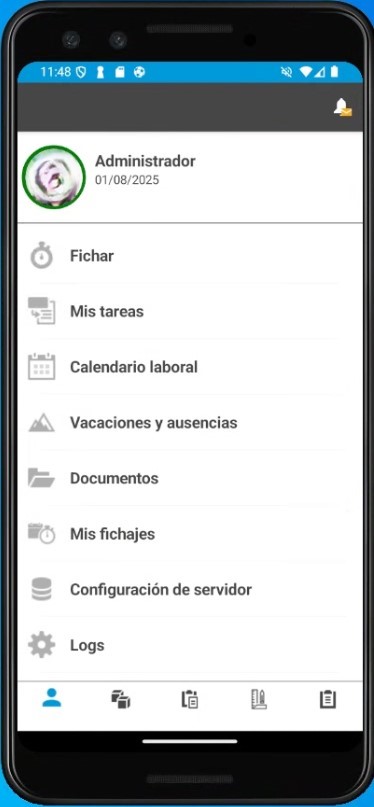 11:48
Administrador
01/08/2025
Fichar
Mis tareas
Calendario laboral
Vacaciones y ausencias
Documentos
Mis fichajes
Configuración de servidor
Logs